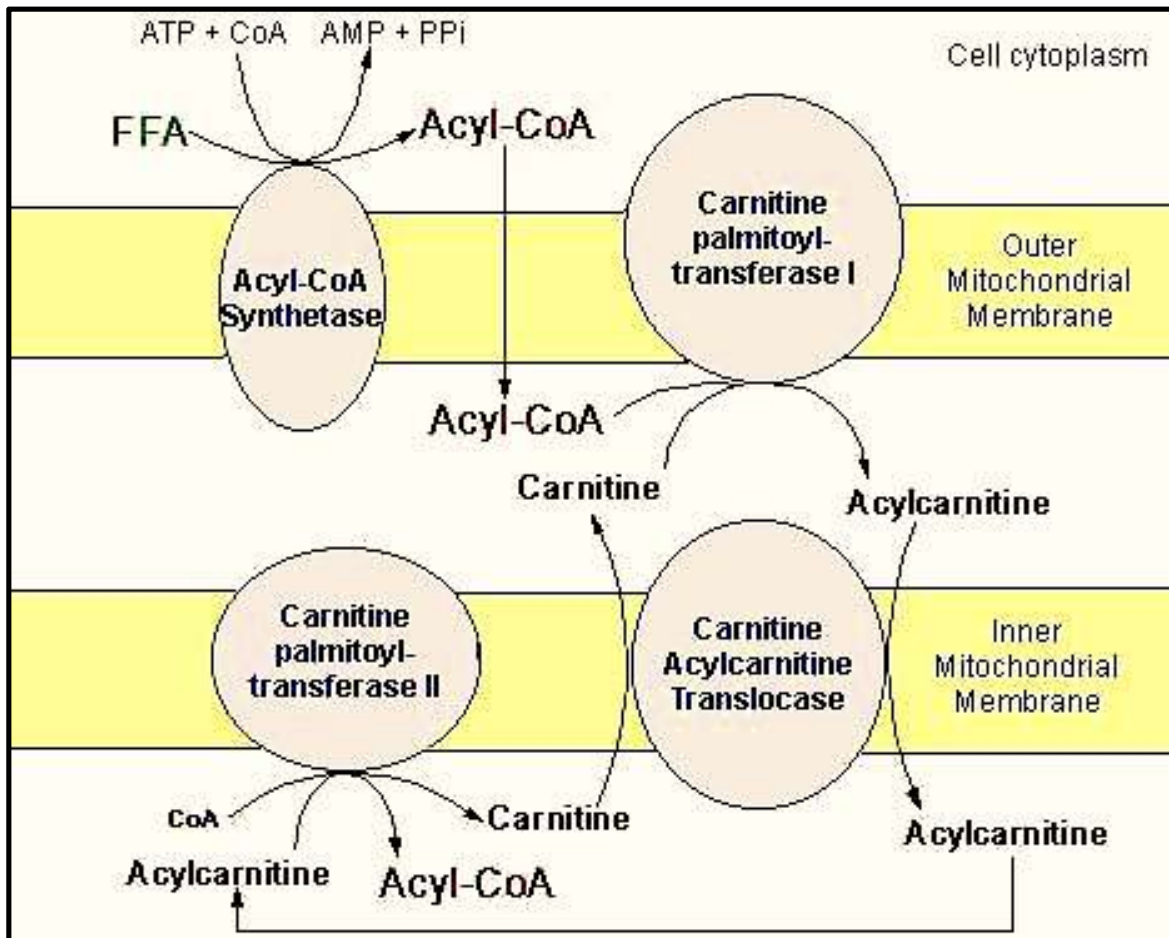 ATP + CoA AMP + PPi
Cell cytoplasm
FFA
Acyl-CoA
Carnitine
palmitoyl-
transferase I
Outer
Mitochondrial
Membrane
Acyl-CoA
Synthetase
Acyl-CoA
Carnitine
Acylcarnitine
Carnitine
palmitoyl-
transferase II
Carnitine
Acylcarnitine
Translocase
Inner
Mitochondrial
Membrane
CoA
Carnitine
Acylcarnitine
Acylcarnitine
Acyl-CoA